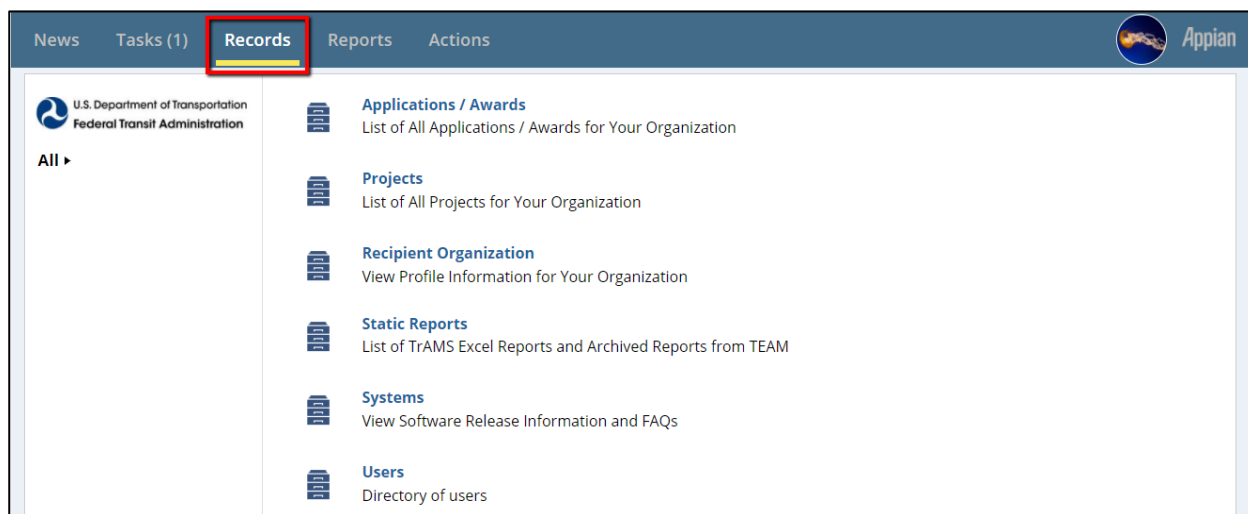 News Tasks (1) Records Reports Actions Appian
U.S. Department of Transportation
Federal Transit Administration
All
Applications / Awards
List of All Applications / Awards for Your Organization
Projects
List of All Projects for Your Organization
Recipient Organization
View Profile Information for Your Organization
Static Reports
List of TrAMS Excel Reports and Archived Reports from TEAM
Systems
View Software Release Information and FAQs
Users
Directory of users